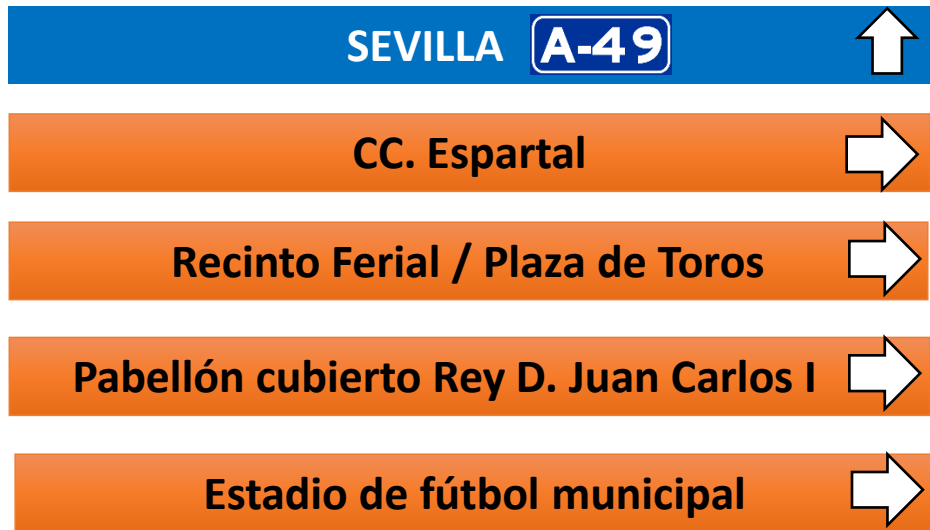 SEVILLA A-49
CC. Espartal
Recinto Ferial / Plaza de Toros
Pabellón cubierto Rey D. Juan Carlos I
Estadio de fútbol municipal